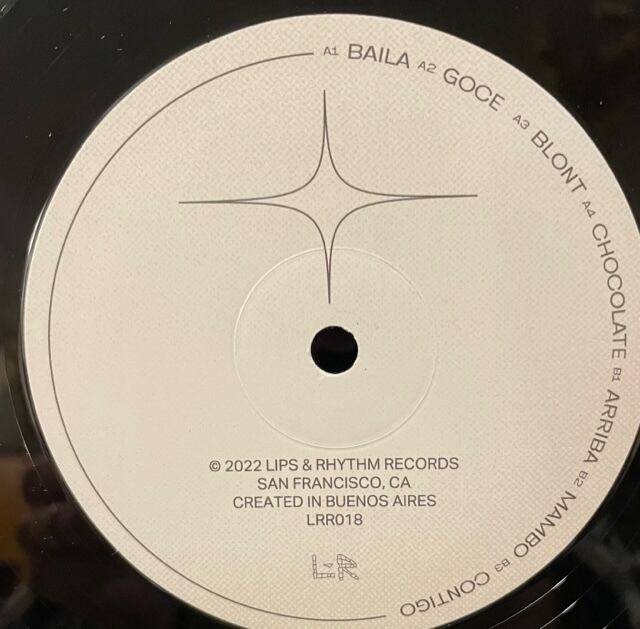 A1 BAILA A2 GOCE A3 BLONT A4 CHOCOLATE B1 ARRIBA B2 MAMBO B3 CONTIGO
© 2022 LIPS & RHYTHM RECORDS
SAN FRANCISCO, CA
CREATED IN BUENOS AIRES
LRR018
L&R